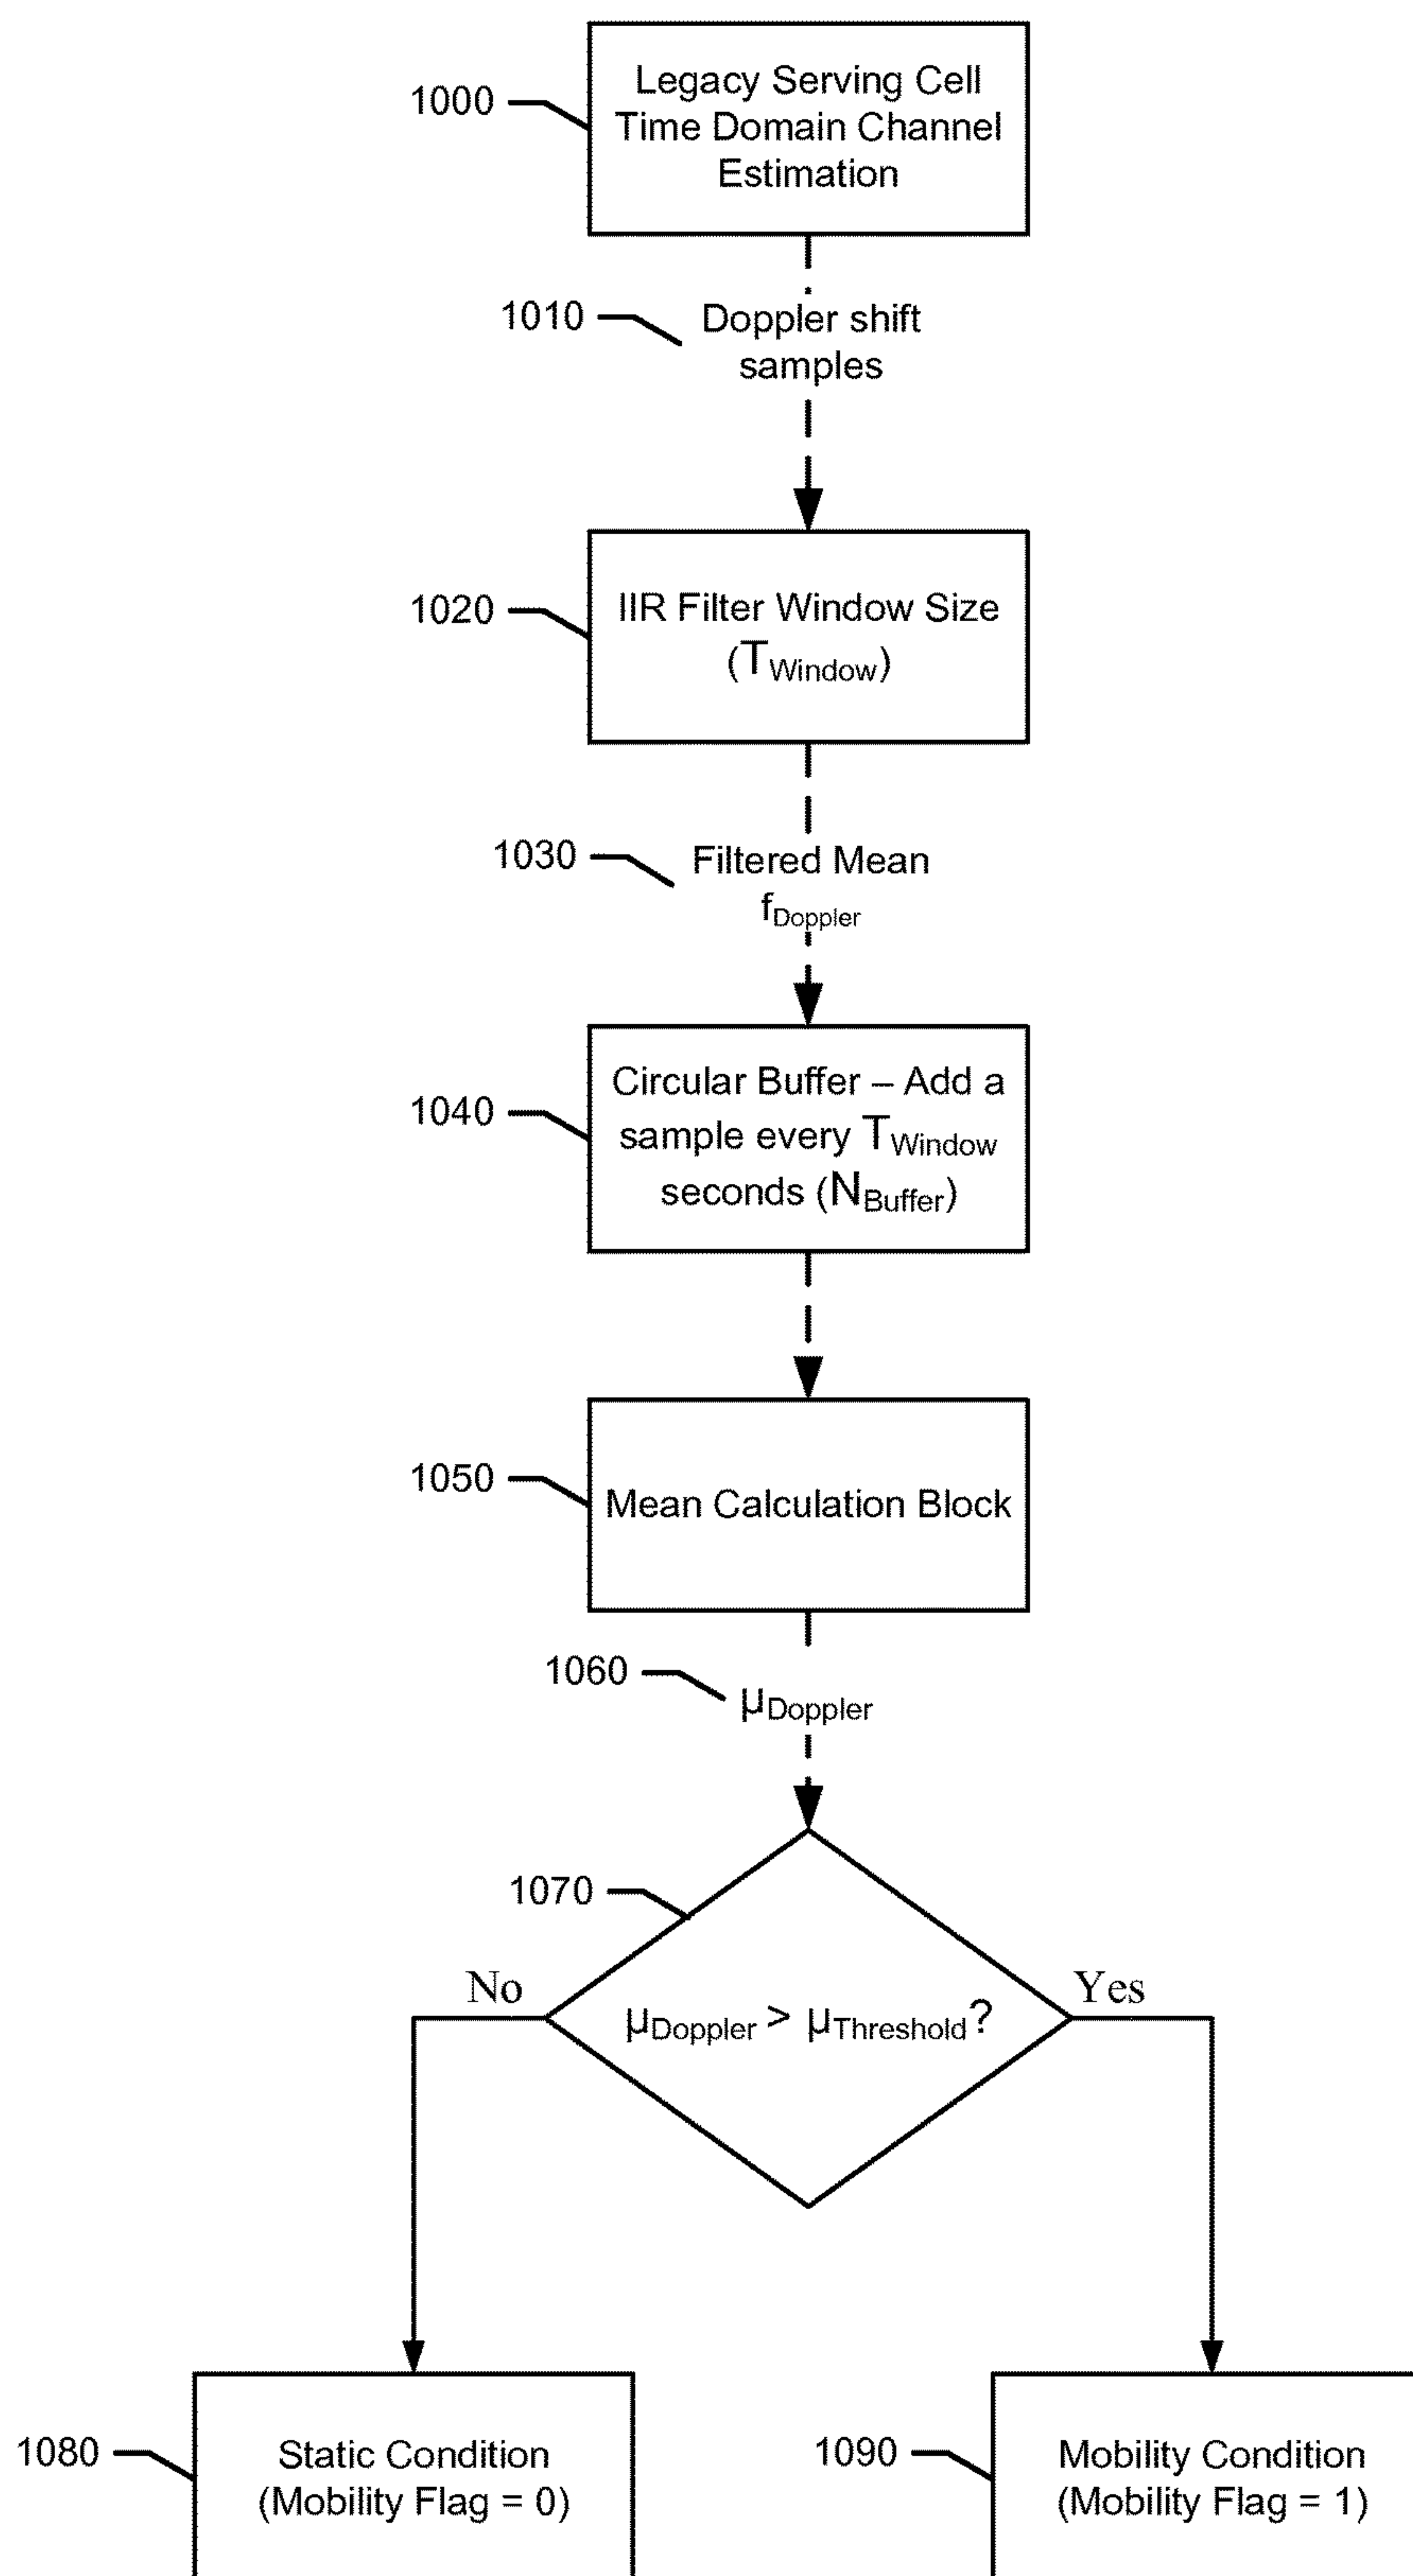 1000
Legacy Serving Cell
Time Domain Channel
Estimation
1010
Doppler shift
samples
1020
IIR Filter Window Size
(TWindow)
1030
Filtered Mean
fDoppler
1040
Circular Buffer – Add a
sample every TWindow
seconds (NBuffer)
1050
Mean Calculation Block
1060
μDoppler
1070
No
Yes
μDoppler > μThreshold?
1080
Static Condition
(Mobility Flag = 0)
1090
Mobility Condition
(Mobility Flag = 1)